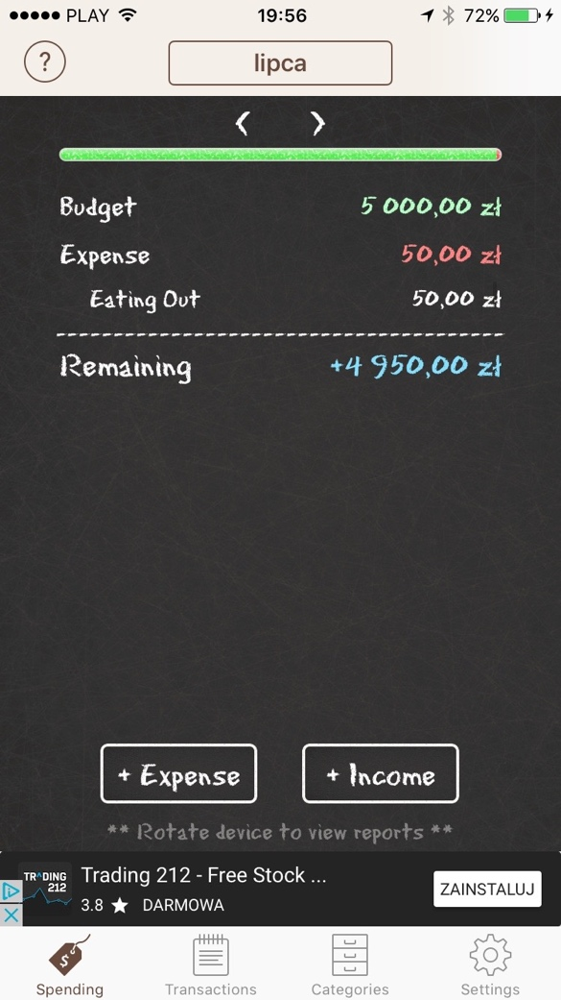 PLAY 19:56 72%
? lipca
Budget 5 000,00 zł
Expense 50,00 zł
Eating Out 50,00 zł
Remaining +4 950,00 zł
+ Expense + Income
** Rotate device to view reports **
TRADING 212
Trading 212 - Free Stock ...
3.8 ★ DARMOWA
ZAINSTALUJ
Spending Transactions Categories Settings